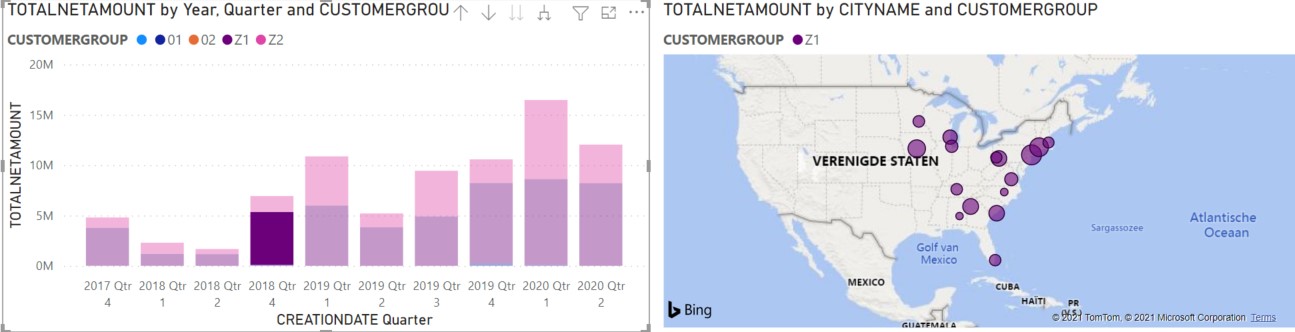 TOTALNETAMOUNT by Year, Quarter and CUSTOMERGROU
CUSTOMERGROUP 01 02 Z1 Z2
20M
15M
10M
5M
0M
TOTALNETAMOUNT
2017 Qtr 4
2018 Qtr 1
2018 Qtr 2
2018 Qtr 4
2019 Qtr 1
2019 Qtr 2
2019 Qtr 3
2019 Qtr 4
2020 Qtr 1
2020 Qtr 2
CREATIONDATE Quarter
TOTALNETAMOUNT by CITYNAME and CUSTOMERGROUP
CUSTOMERGROUP Z1
VERENIGDE STATEN
Sargassozee
Atlantische
Oceaan
Golf van
Mexico
MEXICO
CUBA
HAÏTI
PR
(V.S.)
GUATEMALA
Bing
© 2021 TomTom, © 2021 Microsoft Corporation Terms